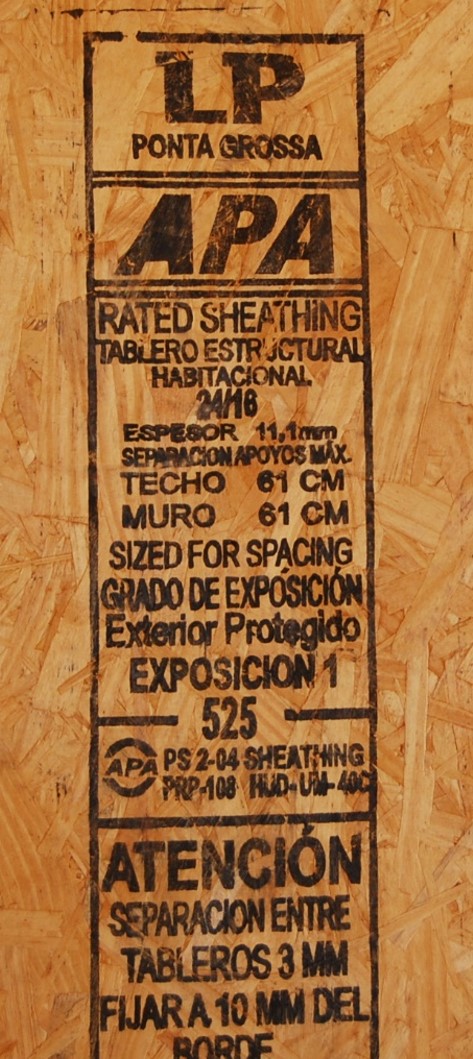 LP
PONTA GROSSA
APA
RATED SHEATHING
TABLERO ESTRUCTURAL
HABITACIONAL
24/16
ESPESOR 11,1mm
SEPARACION APOYOS MÁX.
TECHO 61 CM
MURO 61 CM
SIZED FOR SPACING
GRADO DE EXPÓSICIÓN
Exterior Protegido
EXPOSICION 1
525
APA PS 2-04 SHEATHING
PRP-108 HUD-UM-40C
ATENCIÓN
SEPARACION ENTRE
TABLEROS 3 MM
FIJAR A 10 MM DEL
BORDE